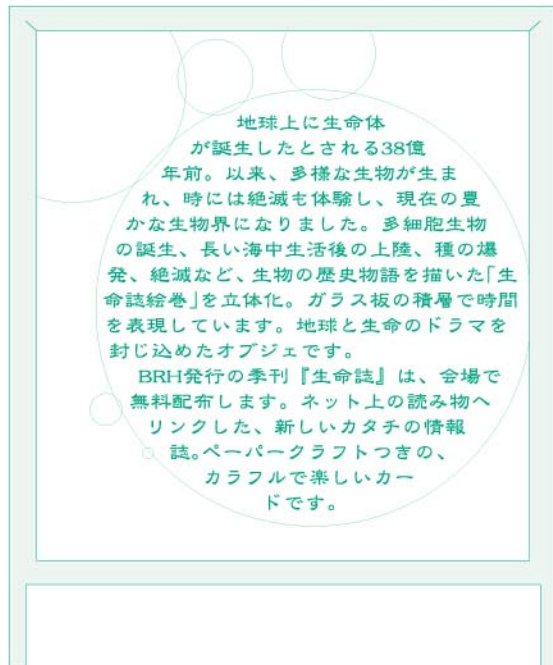 地球上に生命体
が誕生したとされる38億
年前。以来、多様な生物が生ま
れ、時には絶滅も体験し、現在の豊
かな生物界になりました。多細胞生物
の誕生、長い海中生活後の上陸、種の爆
発、絶滅など、生物の歴史物語を描いた「生
命誌絵巻」を立体化。ガラス板の積層で時間
を表現しています。地球と生命のドラマを
封じ込めたオブジェです。
BRH発行の季刊『生命誌』は、会場で
無料配布します。ネット上の読み物へ
リンクした、新しいカタチの情報
誌。ペーパークラフトつきの、
カラフルで楽しいカー
ドです。